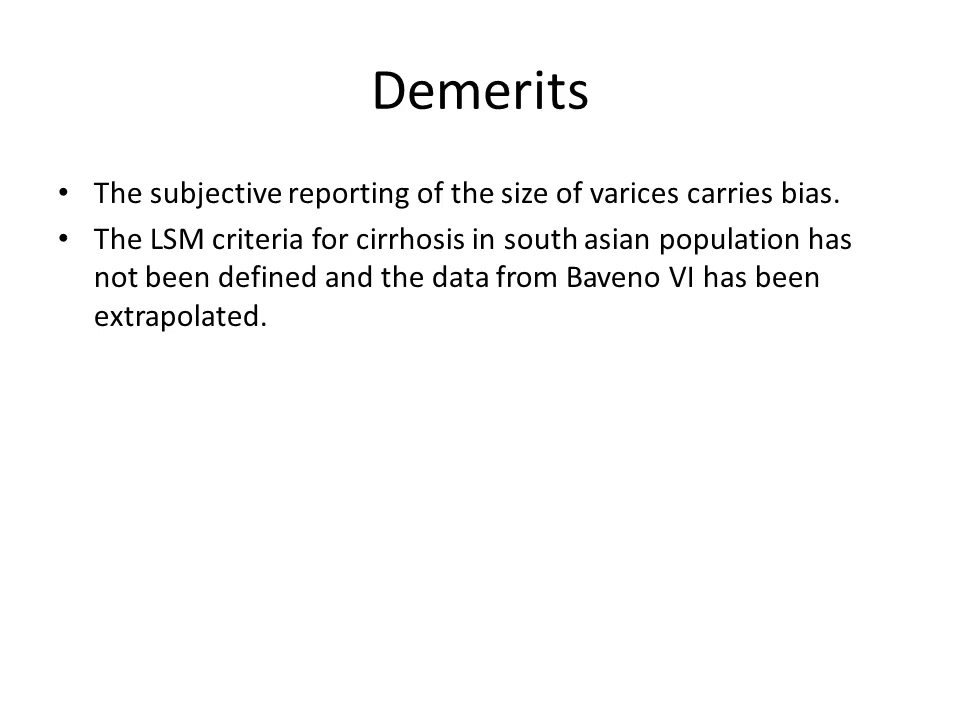 Demerits
• The subjective reporting of the size of varices carries bias.
• The LSM criteria for cirrhosis in south asian population has
not been defined and the data from Baveno VI has been
extrapolated.